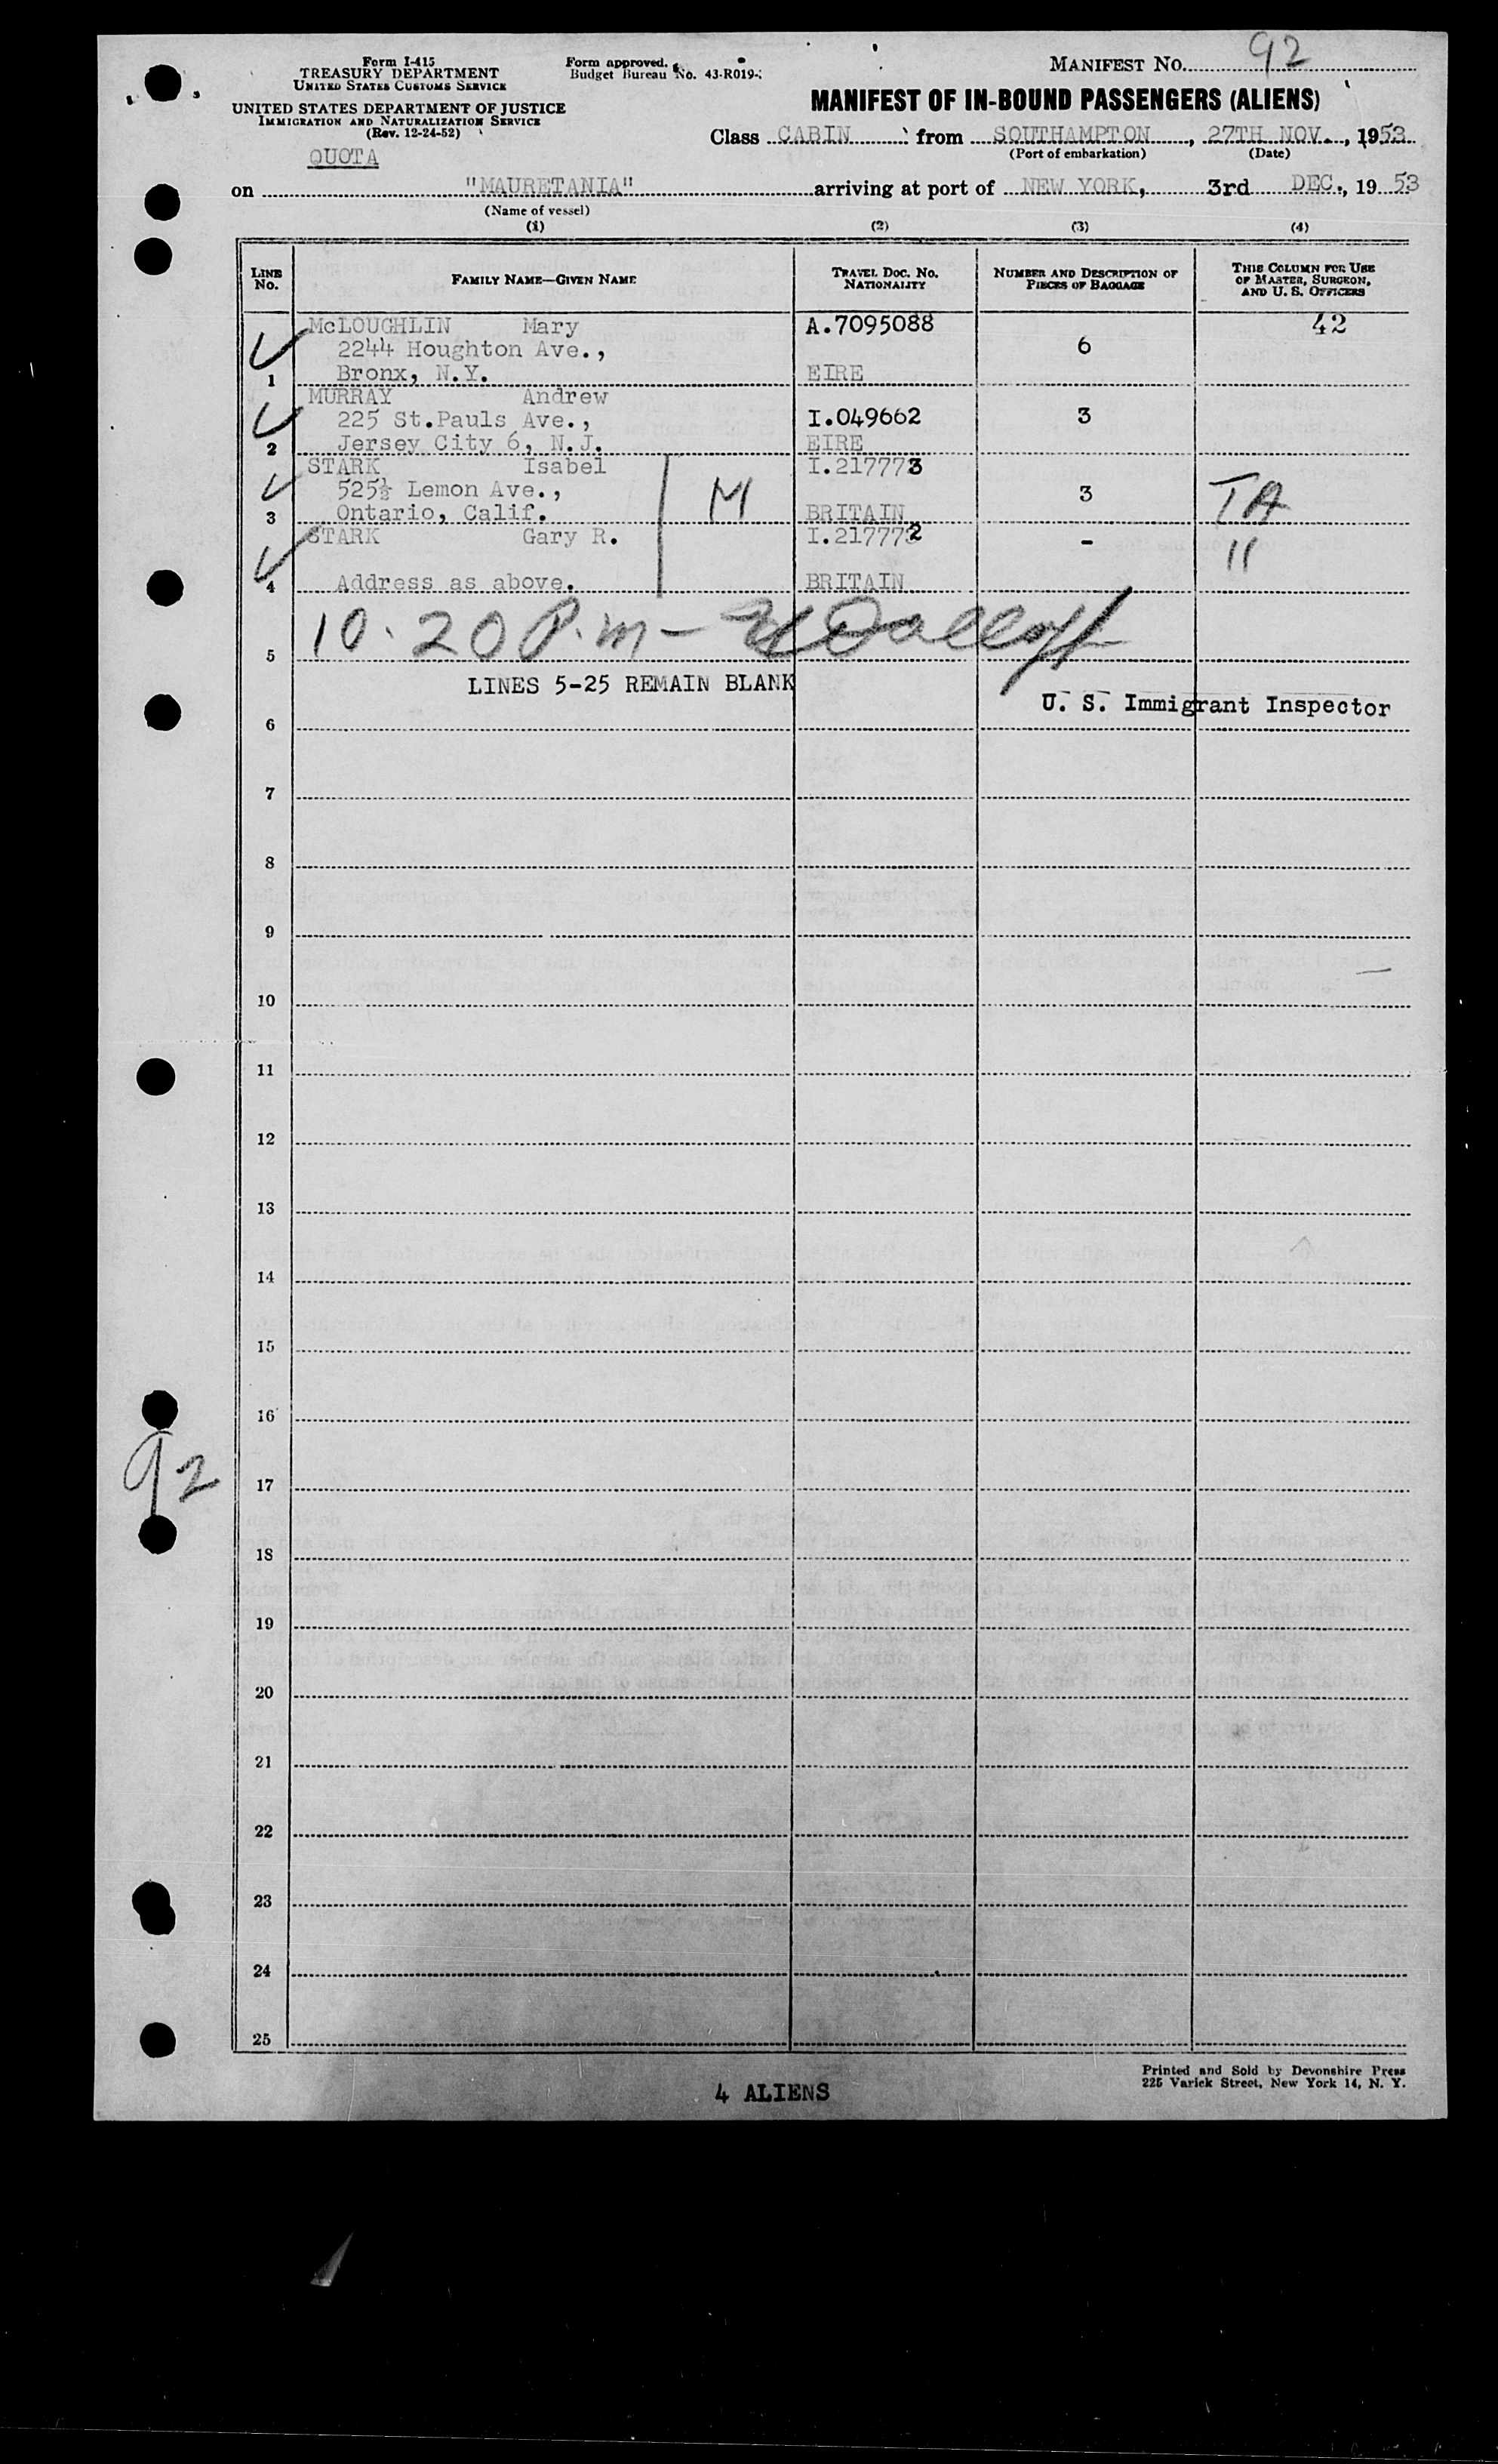 Form I-415
TREASURY DEPARTMENT
UNITED STATES CUSTOMS SERVICE
UNITED STATES DEPARTMENT OF JUSTICE
IMMIGRATION AND NATURALIZATION SERVICE
(Rev. 12-24-52)
QUOTA
Form approved.
Budget Bureau No. 43-R019-
MANIFEST NO. 92
MANIFEST OF IN-BOUND PASSENGERS (ALIENS)
Class CABIN from SOUTHAMPTON, 27TH NOV., 1953
(Port of embarkation) (Date)
on "MAURETANIA" arriving at port of NEW YORK, 3rd DEC., 1953
(Name of vessel)
(1) (2) (3) (4)
LINE NO. FAMILY NAME—GIVEN NAME TRAVEL DOC. NO. NATIONALITY NUMBER AND DESCRIPTION OF PIECES OF BAGGAGE THIS COLUMN FOR USE OF MASTER, SURGEON, AND U. S. OFFICERS
McLOUGHLIN Mary A.7095088 42
2244 Houghton Ave., 6
1 Bronx, N.Y. EIRE
MURRAY Andrew
225 St.Pauls Ave., I.049662 3
2 Jersey City 6, N.J. EIRE
STARK Isabel I.217773
525½ Lemon Ave., M 3 TA
3 Ontario, Calif. BRITAIN
STARK Gary R. I.217772 - "
4 Address as above. BRITAIN
10.20 P.m –
5
LINES 5-25 REMAIN BLANK
U. S. Immigrant Inspector
6
7
8
9
10
11
12
13
14
15
16
92
17
18
19
20
21
22
23
24
25
4 ALIENS
Printed and Sold by Devonshire Press
225 Varick Street, New York 14, N. Y.